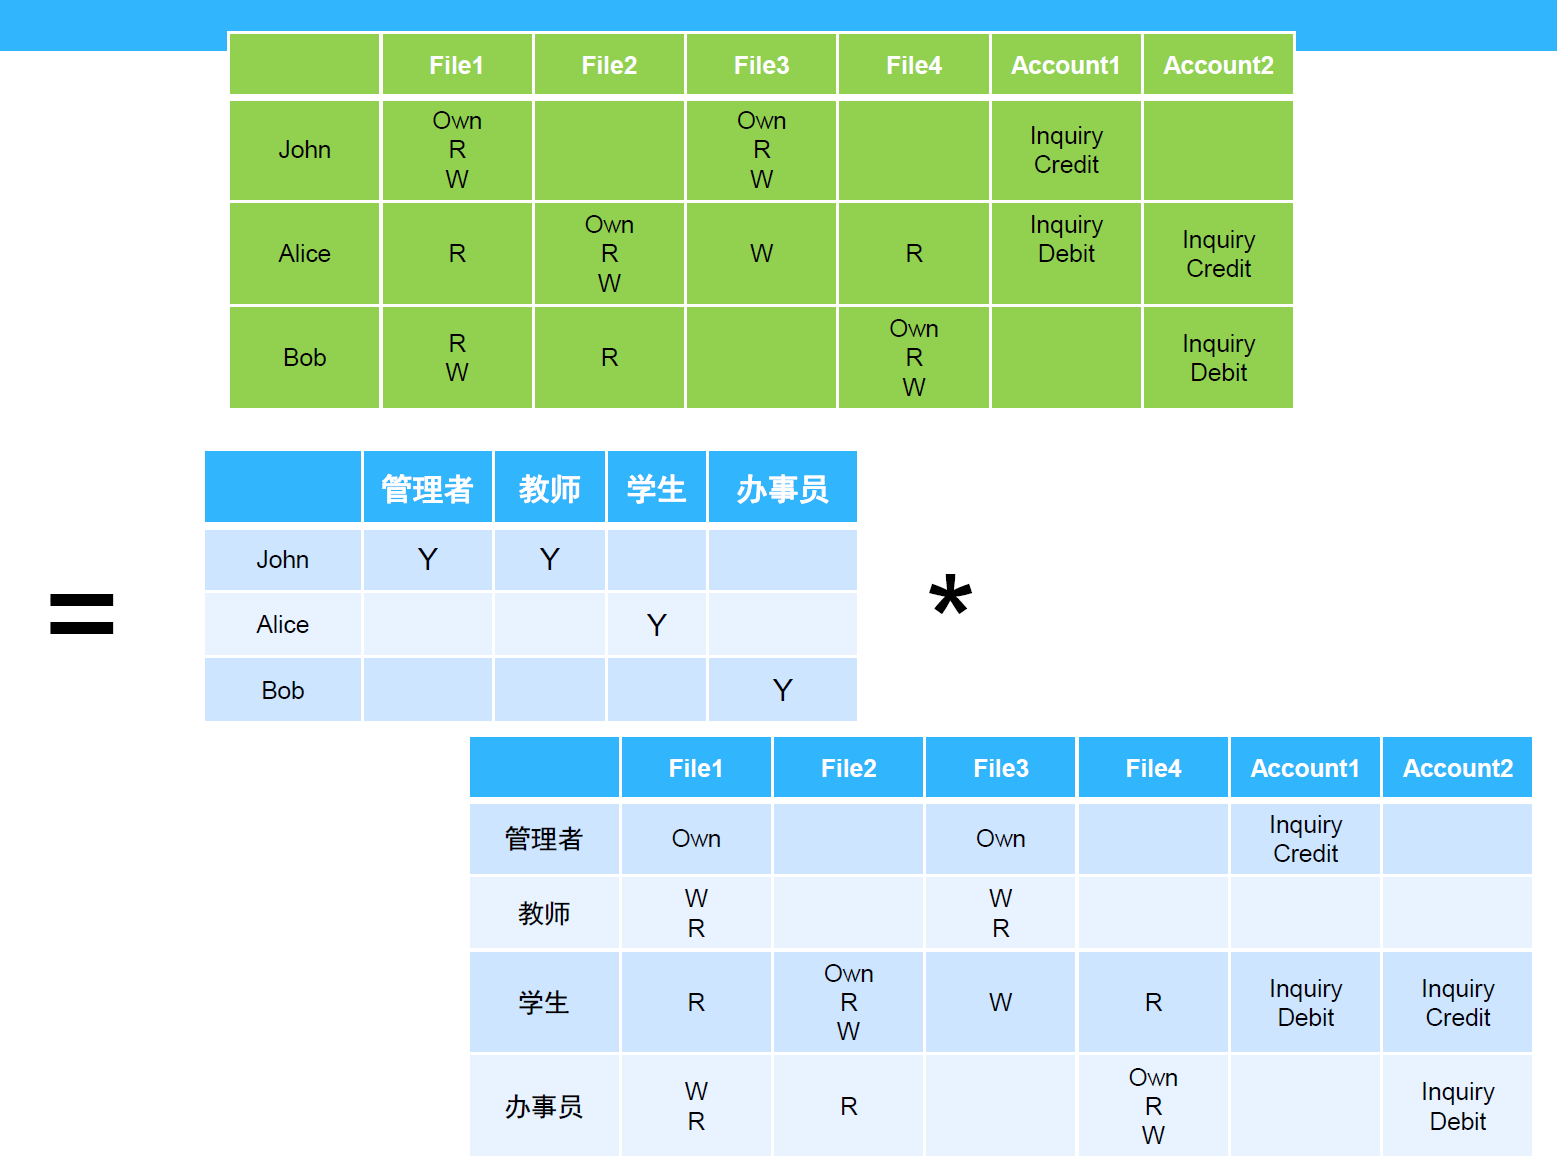 File1 File2 File3 File4 Account1 Account2
John Own R W Own R W Inquiry Credit
Alice R Own R W W R Inquiry Debit Inquiry Credit
Bob R W R Own R W Inquiry Debit
管理者 教师 学生 办事员
John Y Y
=
*
Alice Y
Bob Y
File1 File2 File3 File4 Account1 Account2
管理者 Own Own Inquiry Credit
教师 W R W R
学生 R Own R W W R Inquiry Debit Inquiry Credit
办事员 W R R Own R W Inquiry Debit